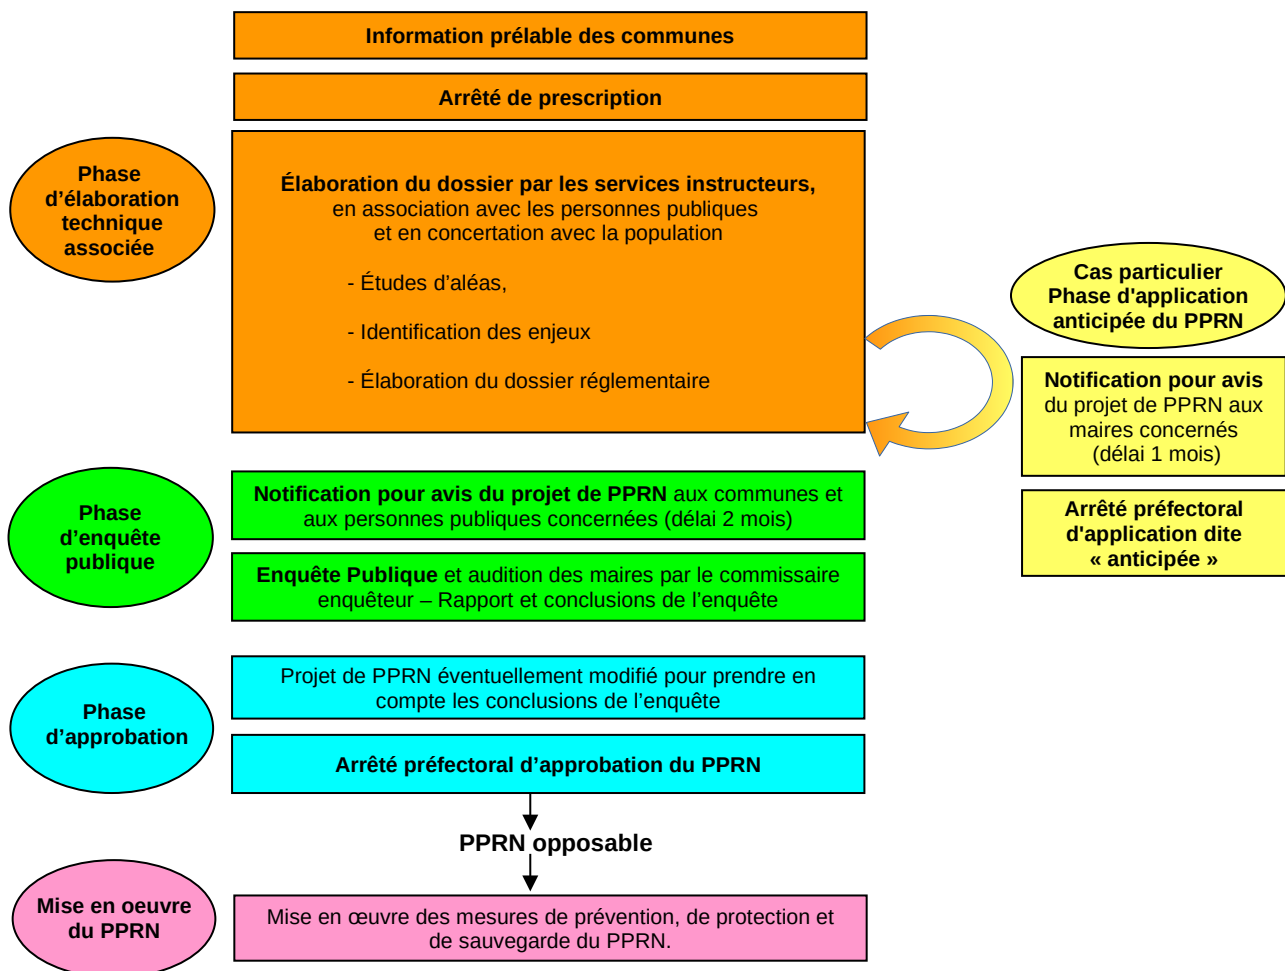 Information prélable des communes
Arrêté de prescription
Phase
d'élaboration
technique
associée
Élaboration du dossier par les services instructeurs,
en association avec les personnes publiques
et en concertation avec la population
- Études d'aléas,
- Identification des enjeux
- Élaboration du dossier réglementaire
Cas particulier
Phase d'application
anticipée du PPRN
Notification pour avis
du projet de PPRN aux
maires concernés
(délai 1 mois)
Arrêté préfectoral
d'application dite
« anticipée »
Phase
d'enquête
publique
Notification pour avis du projet de PPRN aux communes et
aux personnes publiques concernées (délai 2 mois)
Enquête Publique et audition des maires par le commissaire
enquêteur – Rapport et conclusions de l'enquête
Phase
d'approbation
Projet de PPRN éventuellement modifié pour prendre en
compte les conclusions de l'enquête
Arrêté préfectoral d'approbation du PPRN
PPRN opposable
Mise en oeuvre
du PPRN
Mise en œuvre des mesures de prévention, de protection et
de sauvegarde du PPRN.